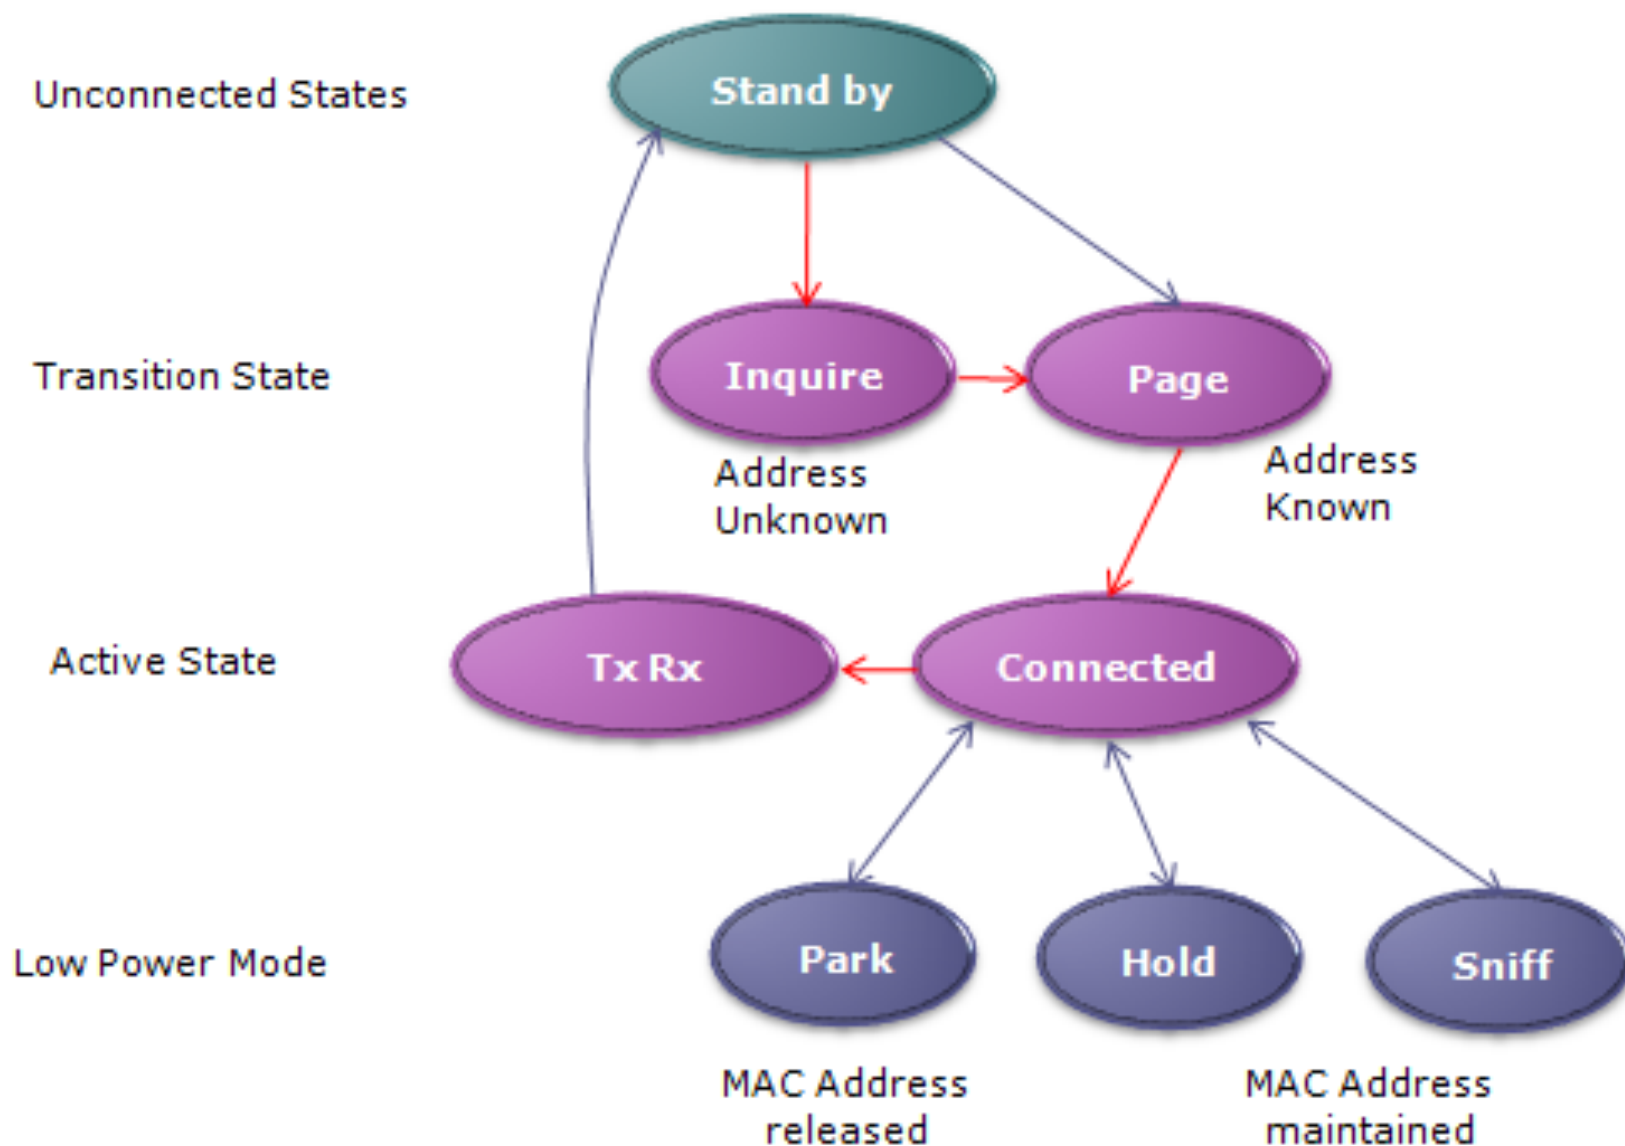 Unconnected States
Stand by
Transition State
Inquire
Page
Address
Unknown
Address
Known
Active State
Tx Rx
Connected
Low Power Mode
Park
Hold
Sniff
MAC Address
released
MAC Address
maintained